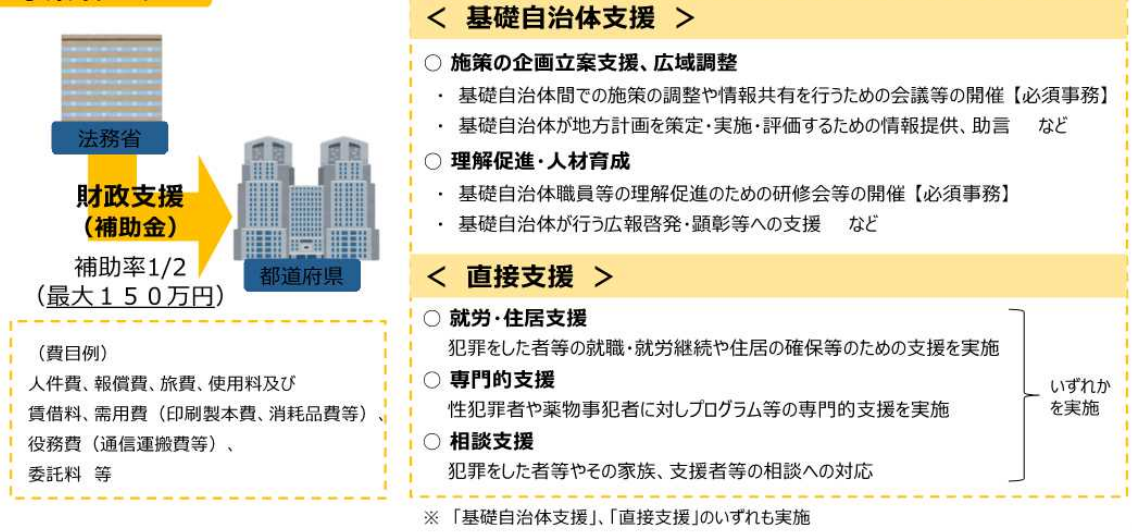 法務省
財政支援
（補助金）
補助率1/2
（最大１５０万円）
都道府県
（費目例）
人件費、報償費、旅費、使用料及び
賃借料、需用費（印刷製本費、消耗品費等）、
役務費（通信運搬費等）、
委託料 等
＜ 基礎自治体支援 ＞
○ 施策の企画立案支援、広域調整
・ 基礎自治体間での施策の調整や情報共有を行うための会議等の開催【必須事務】
・ 基礎自治体が地方計画を策定・実施・評価するための情報提供、助言 など
○ 理解促進・人材育成
・ 基礎自治体職員等の理解促進のための研修会等の開催【必須事務】
・ 基礎自治体が行う広報啓発・顕彰等への支援 など
＜ 直接支援 ＞
○ 就労・住居支援
犯罪をした者等の就職・就労継続や住居の確保等のための支援を実施
○ 専門的支援
性犯罪者や薬物事犯者に対しプログラム等の専門的支援を実施
○ 相談支援
犯罪をした者等やその家族、支援者等の相談への対応
いずれか
を実施
※ 「基礎自治体支援」、「直接支援」のいずれも実施